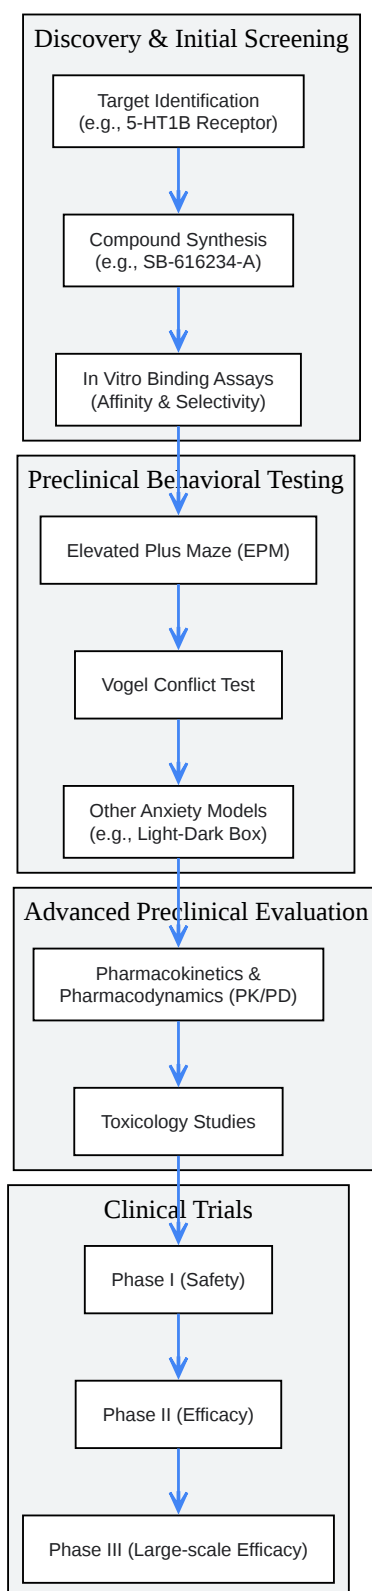 Discovery & Initial Screening
Target Identification
(e.g., 5-HT1B Receptor)
Compound Synthesis
(e.g., SB-616234-A)
In Vitro Binding Assays
(Affinity & Selectivity)
Preclinical Behavioral Testing
Elevated Plus Maze (EPM)
Vogel Conflict Test
Other Anxiety Models
(e.g., Light-Dark Box)
Advanced Preclinical Evaluation
Pharmacokinetics &
Pharmacodynamics (PK/PD)
Toxicology Studies
Clinical Trials
Phase I (Safety)
Phase II (Efficacy)
Phase III (Large-scale Efficacy)